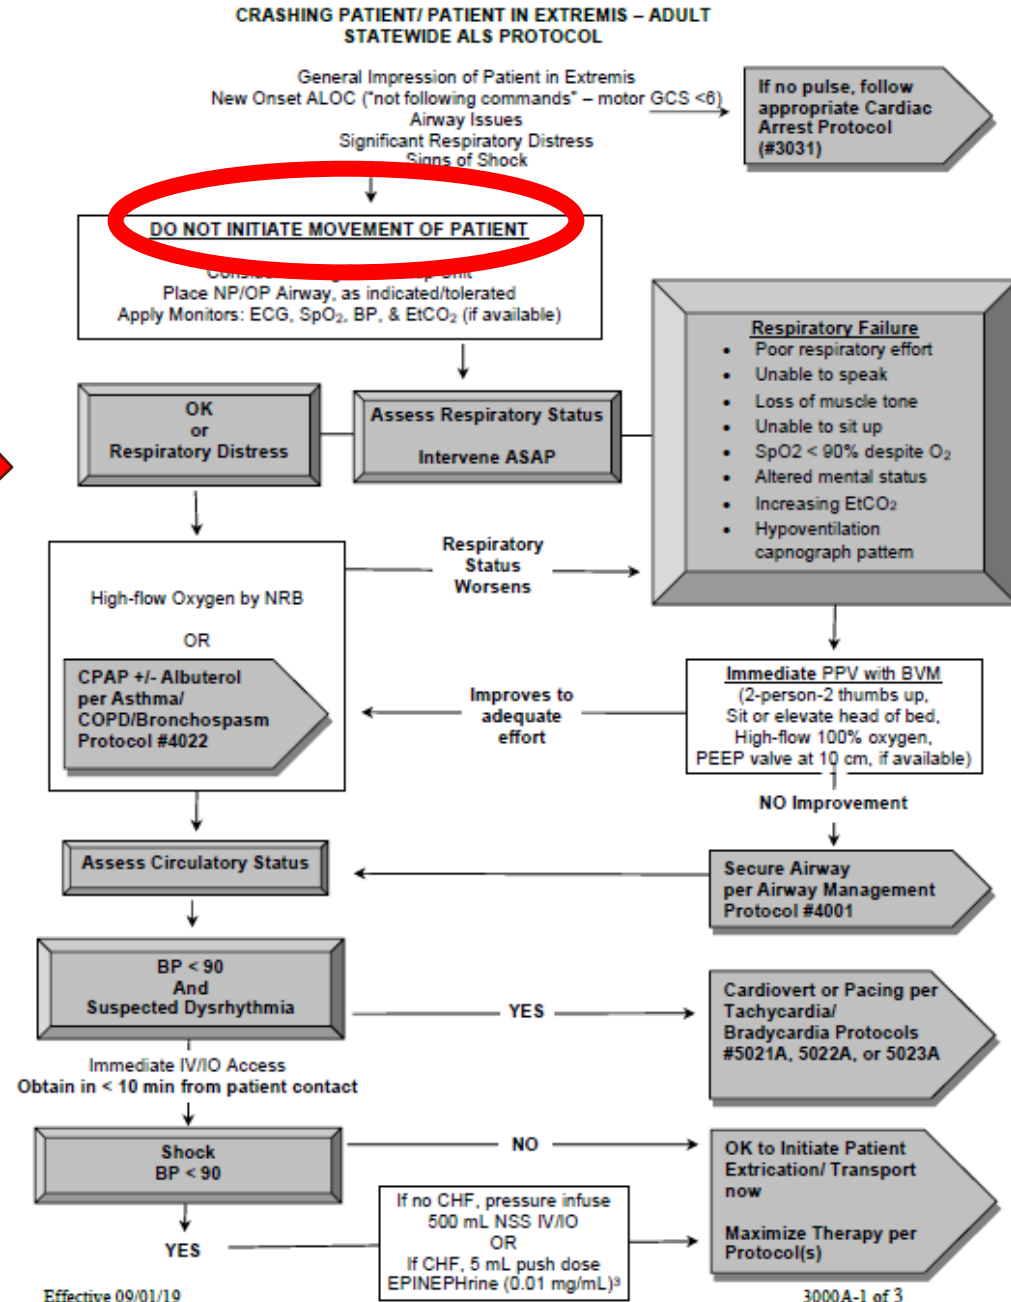 CRASHING PATIENT/ PATIENT IN EXTREMIS – ADULT
STATEWIDE ALS PROTOCOL
General Impression of Patient in Extremis
New Onset ALOC ("not following commands" – motor GCS <6)
Airway Issues
Significant Respiratory Distress
Signs of Shock
If no pulse, follow
appropriate Cardiac
Arrest Protocol
(#3031)
DO NOT INITIATE MOVEMENT OF PATIENT
Place NP/OP Airway, as indicated/tolerated
Apply Monitors: ECG, SpO₂, BP, & EtCO₂ (if available)
OK
or
Respiratory Distress
Assess Respiratory Status
Intervene ASAP
Respiratory Failure
• Poor respiratory effort
• Unable to speak
• Loss of muscle tone
• Unable to sit up
• SpO2 < 90% despite O₂
• Altered mental status
• Increasing EtCO₂
• Hypoventilation
capnograph pattern
High-flow Oxygen by NRB
OR
CPAP +/- Albuterol
per Asthma/
COPD/Bronchospasm
Protocol #4022
Respiratory
Status
Worsens
Improves to
adequate
effort
Immediate PPV with BVM
(2-person-2 thumbs up,
Sit or elevate head of bed,
High-flow 100% oxygen,
PEEP valve at 10 cm, if available)
NO Improvement
Assess Circulatory Status
Secure Airway
per Airway Management
Protocol #4001
BP < 90
And
Suspected Dysrhythmia
YES
Cardiovert or Pacing per
Tachycardia/
Bradycardia Protocols
#5021A, 5022A, or 5023A
Immediate IV/IO Access
Obtain in < 10 min from patient contact
Shock
BP < 90
NO
OK to Initiate Patient
Extrication/ Transport
now
Maximize Therapy per
Protocol(s)
YES
If no CHF, pressure infuse
500 mL NSS IV/IO
OR
If CHF, 5 mL push dose
EPINEPHrine (0.01 mg/mL)³
Effective 09/01/19
3000A-1 of 3